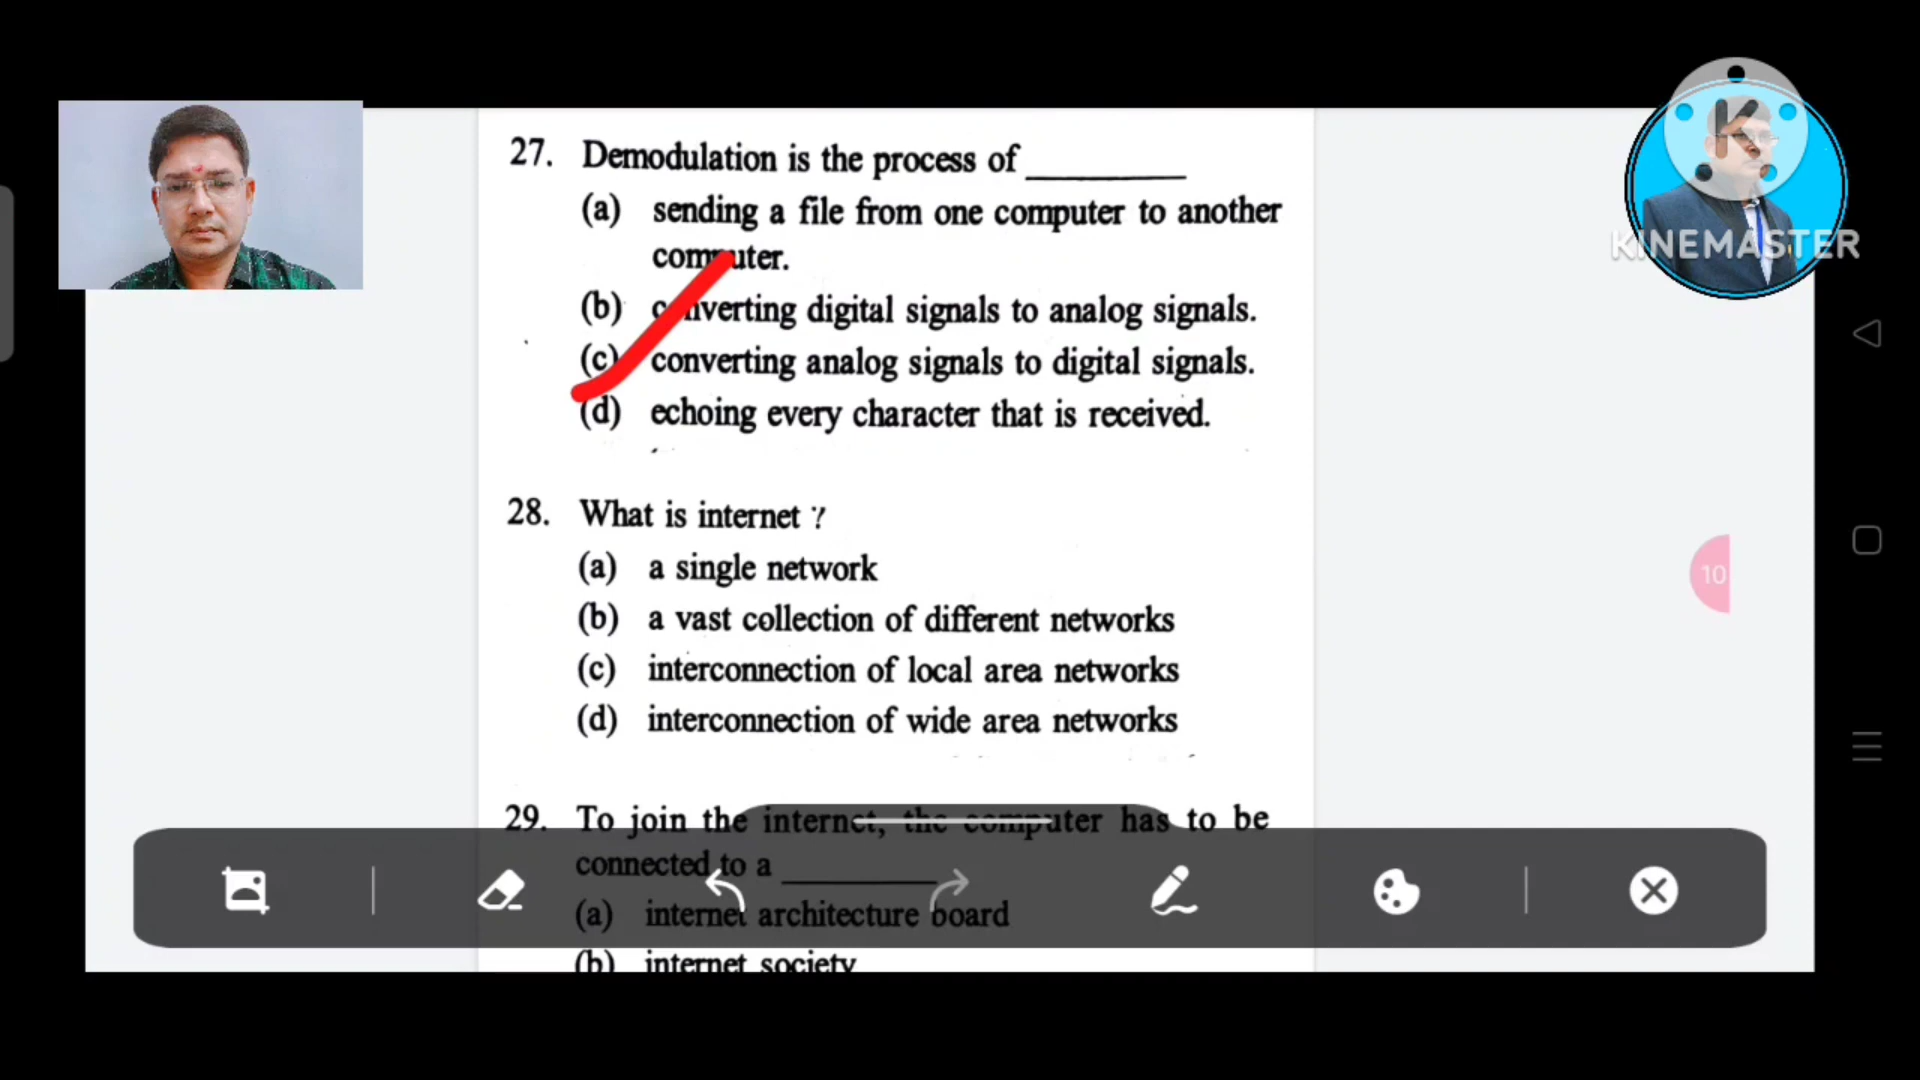 KINEMASTER
27. Demodulation is the process of __________
(a) sending a file from one computer to another
computer.
(b) converting digital signals to analog signals.
(c) converting analog signals to digital signals.
(d) echoing every character that is received.
28. What is internet ?
(a) a single network
(b) a vast collection of different networks
(c) interconnection of local area networks
(d) interconnection of wide area networks
10
29. To join the internet, the computer has to be
connected to a __________
(a) internet architecture board
(b) internet society